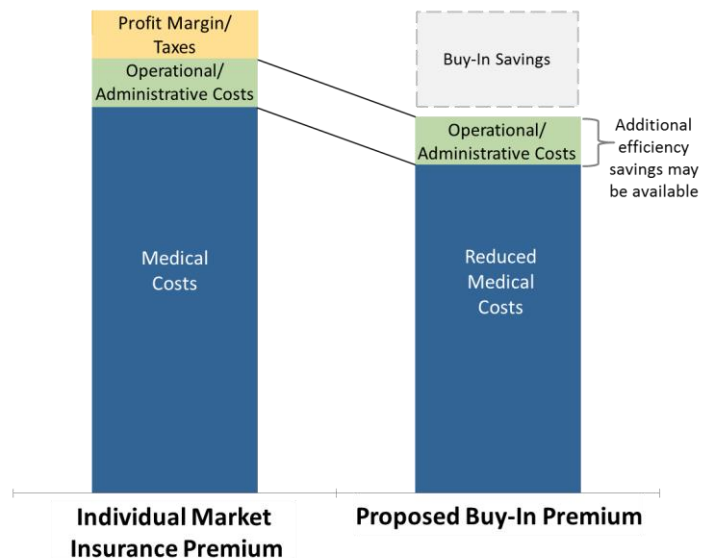 Profit Margin/
Taxes
Operational/
Administrative Costs
Medical
Costs
Individual Market
Insurance Premium
Buy-In Savings
Operational/
Administrative Costs
Additional
efficiency
savings may
be available
Reduced
Medical
Costs
Proposed Buy-In Premium